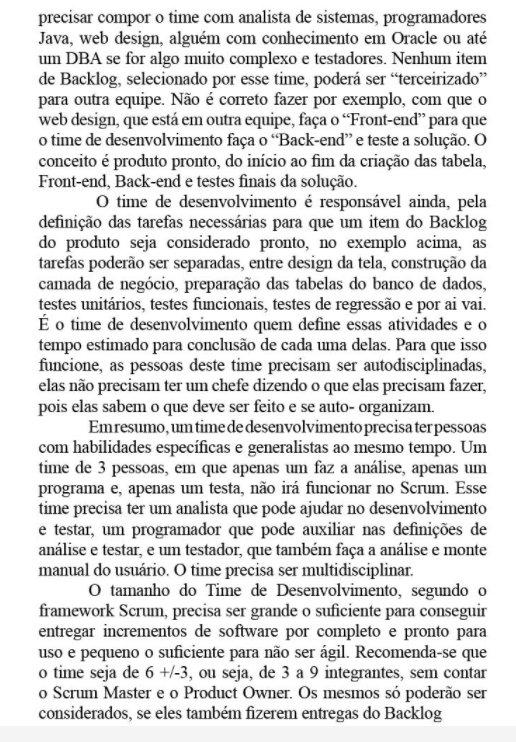 precisar compor o time com analista de sistemas, programadores
Java, web design, alguém com conhecimento em Oracle ou até
um DBA se for algo muito complexo e testadores. Nenhum item
de Backlog, selecionado por esse time, poderá ser “terceirizado”
para outra equipe. Não é correto fazer por exemplo, com que o
web design, que está em outra equipe, faça o “Front-end” para que
o time de desenvolvimento faça o “Back-end” e teste a solução. O
conceito é produto pronto, do início ao fim da criação das tabela,
Front-end, Back-end e testes finais da solução.
O time de desenvolvimento é responsável ainda, pela
definição das tarefas necessárias para que um item do Backlog
do produto seja considerado pronto, no exemplo acima, as
tarefas poderão ser separadas, entre design da tela, construção da
camada de negócio, preparação das tabelas do banco de dados,
testes unitários, testes funcionais, testes de regressão e por ai vai.
É o time de desenvolvimento quem define essas atividades e o
tempo estimado para conclusão de cada uma delas. Para que isso
funcione, as pessoas deste time precisam ser autodisciplinadas,
elas não precisam ter um chefe dizendo o que elas precisam fazer,
pois elas sabem o que deve ser feito e se auto- organizam.
Em resumo, um time de desenvolvimento precisa ter pessoas
com habilidades específicas e generalistas ao mesmo tempo. Um
time de 3 pessoas, em que apenas um faz a análise, apenas um
programa e, apenas um testa, não irá funcionar no Scrum. Esse
time precisa ter um analista que pode ajudar no desenvolvimento
e testar, um programador que pode auxiliar nas definições de
análise e testar, e um testador, que também faça a análise e monte
manual do usuário. O time precisa ser multidisciplinar.
O tamanho do Time de Desenvolvimento, segundo o
framework Scrum, precisa ser grande o suficiente para conseguir
entregar incrementos de software por completo e pronto para
uso e pequeno o suficiente para não ser ágil. Recomenda-se que
o time seja de 6 +/-3, ou seja, de 3 a 9 integrantes, sem contar
o Scrum Master e o Product Owner. Os mesmos só poderão ser
considerados, se eles também fizerem entregas do Backlog